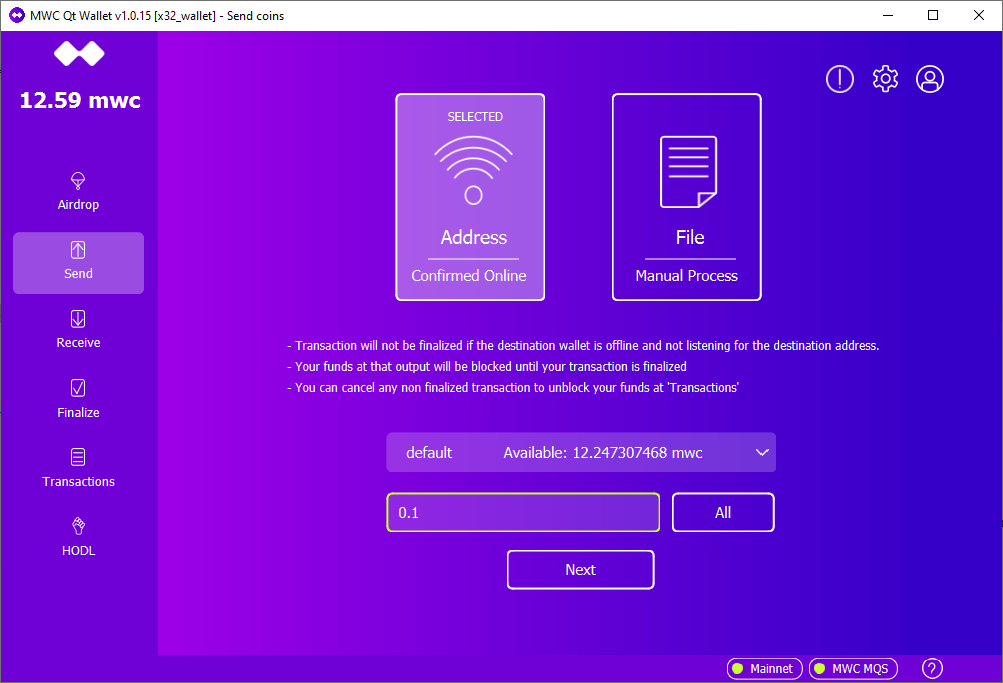 MWC Qt Wallet v1.0.15 [x32_wallet] - Send coins
12.59 mwc
Airdrop
Send
Receive
Finalize
Transactions
HODL
SELECTED
Address
Confirmed Online
File
Manual Process
- Transaction will not be finalized if the destination wallet is offline and not listening for the destination address.
- Your funds at that output will be blocked until your transaction is finalized
- You can cancel any non finalized transaction to unblock your funds at 'Transactions'
default Available: 12.247307468 mwc
0.1 All
Next
Mainnet MWC MQS ?